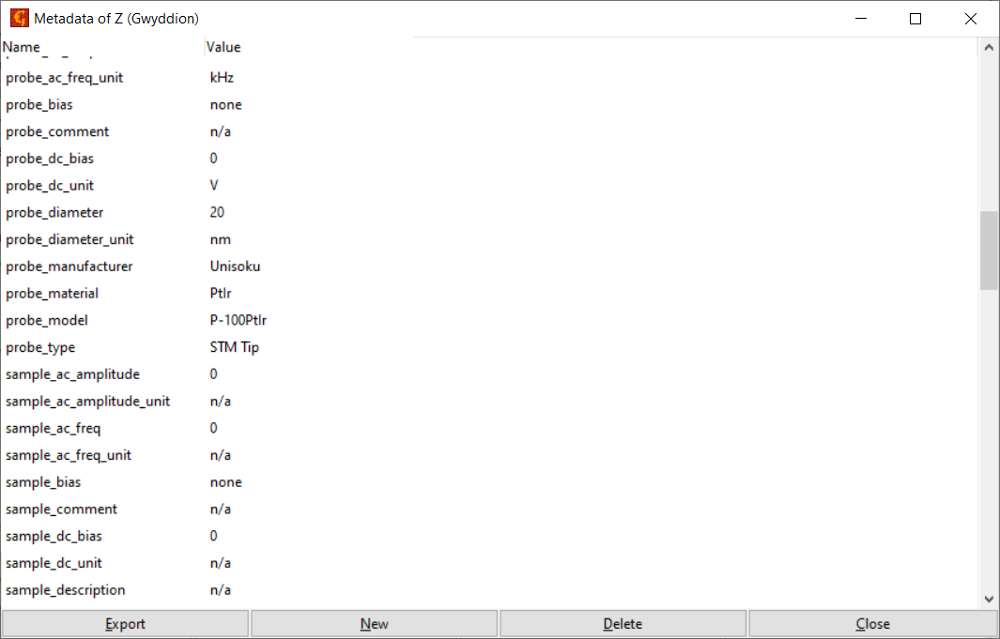 Metadata of Z (Gwyddion)
Name Value
probe_ac_freq_unit kHz
probe_bias none
probe_comment n/a
probe_dc_bias 0
probe_dc_unit V
probe_diameter 20
probe_diameter_unit nm
probe_manufacturer Unisoku
probe_material PtIr
probe_model P-100PtIr
probe_type STM Tip
sample_ac_amplitude 0
sample_ac_amplitude_unit n/a
sample_ac_freq 0
sample_ac_freq_unit n/a
sample_bias none
sample_comment n/a
sample_dc_bias 0
sample_dc_unit n/a
sample_description n/a
Export New Delete Close